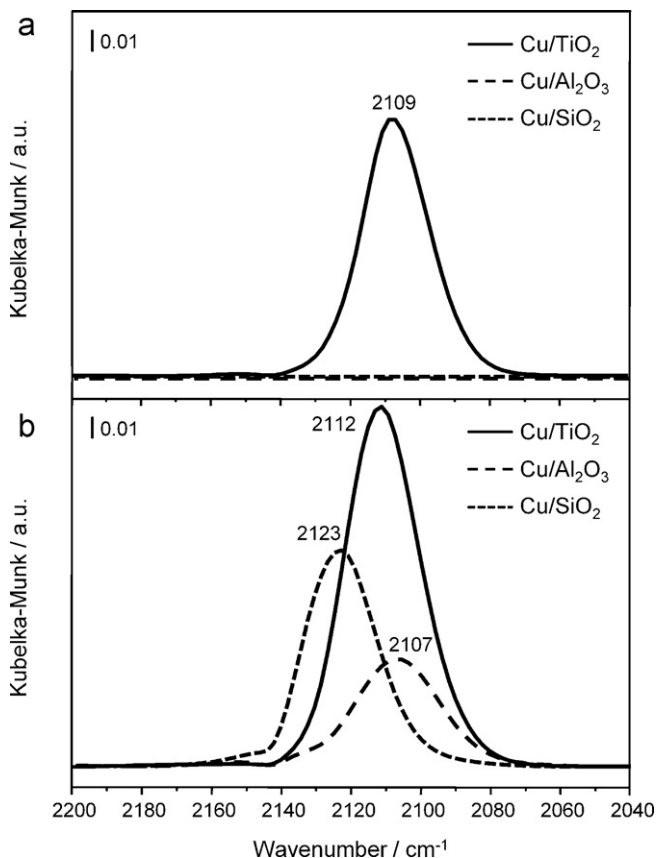 a
0.01
Cu/TiO₂
Cu/Al₂O₃
Cu/SiO₂
2109
Kubelka-Munk / a.u.
b
0.01
2112
Cu/TiO₂
Cu/Al₂O₃
Cu/SiO₂
2123
2107
Kubelka-Munk / a.u.
2200 2180 2160 2140 2120 2100 2080 2060 2040
Wavenumber / cm⁻¹